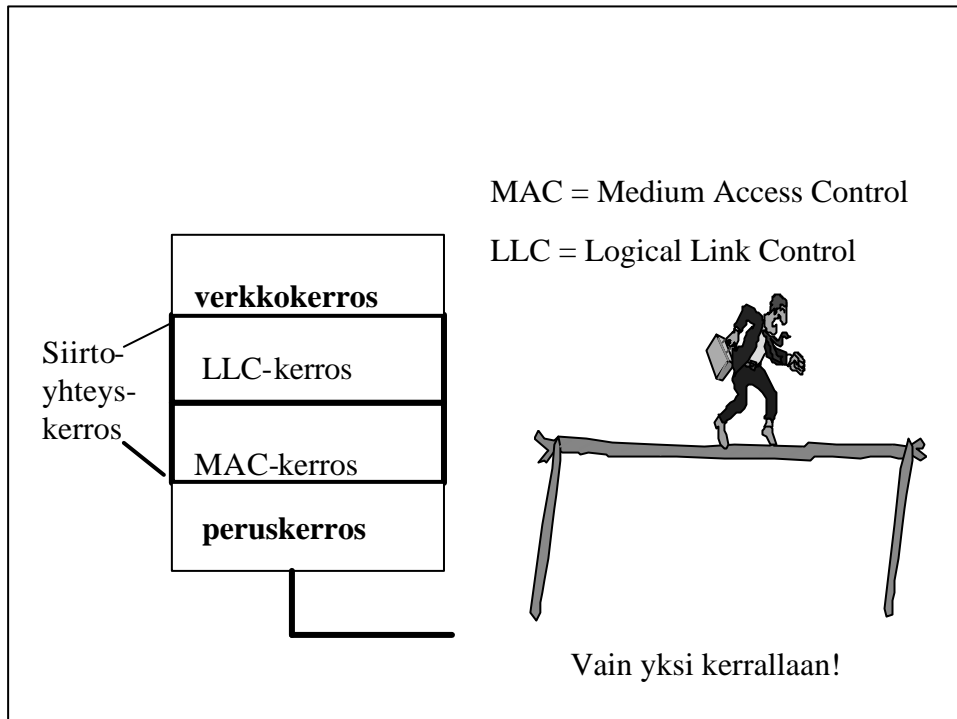 MAC = Medium Access Control
LLC = Logical Link Control
verkkokerros
Siirto-
yhteys-
kerros
LLC-kerros
MAC-kerros
peruskerros
Vain yksi kerrallaan!